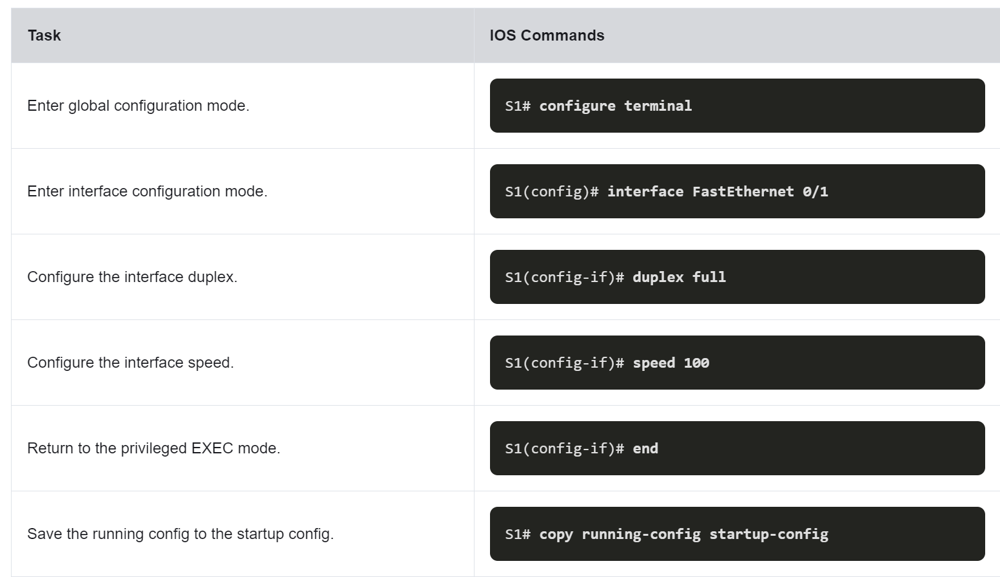 Task
IOS Commands
Enter global configuration mode.
S1# configure terminal
Enter interface configuration mode.
S1(config)# interface FastEthernet 0/1
Configure the interface duplex.
S1(config-if)# duplex full
Configure the interface speed.
S1(config-if)# speed 100
Return to the privileged EXEC mode.
S1(config-if)# end
Save the running config to the startup config.
S1# copy running-config startup-config